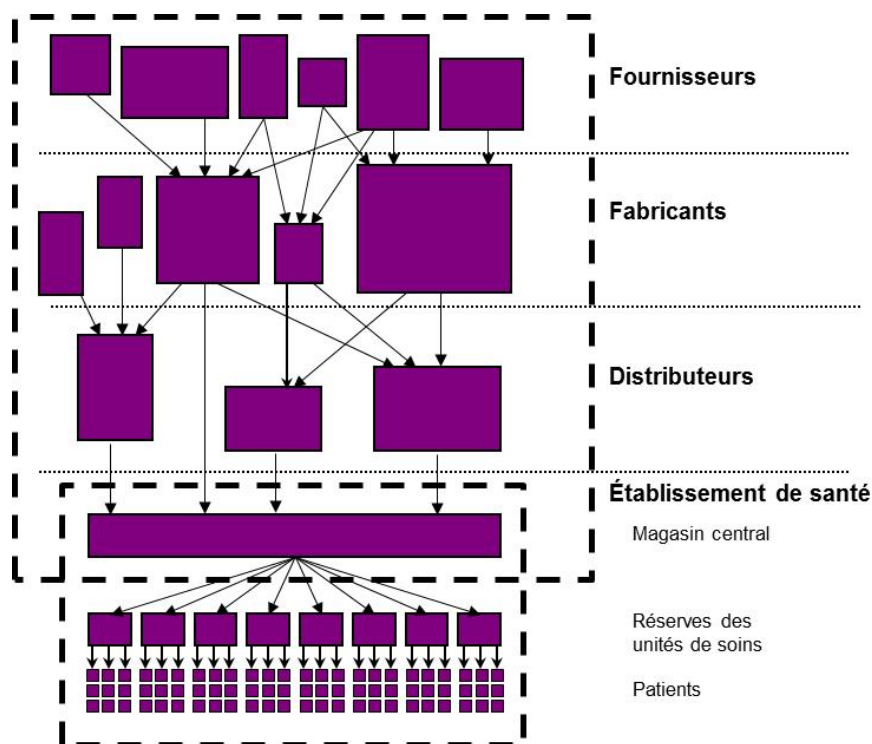 Fournisseurs
Fabricants
Distributeurs
Établissement de santé
Magasin central
Réserves des
unités de soins
Patients